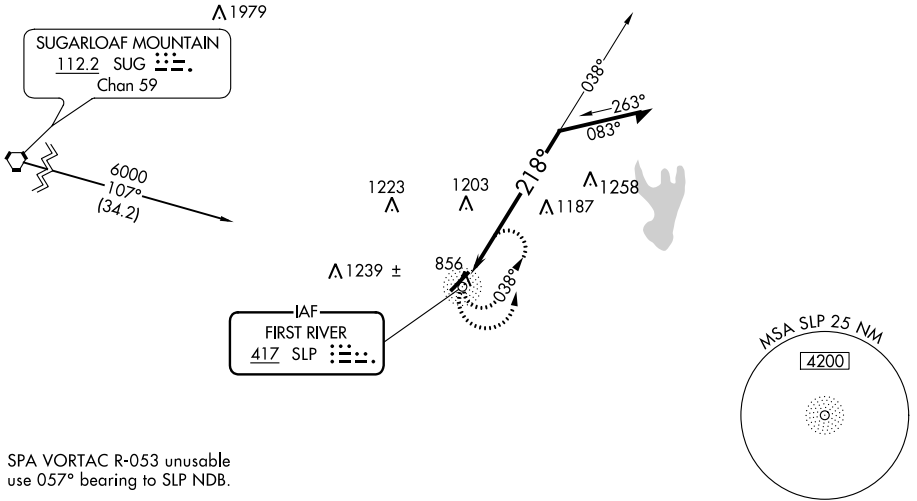 1979
SUGARLOAF MOUNTAIN
112.2 SUG
Chan 59
6000
107°
(34.2)
038°
263°
083°
218°
1258
1187
1223
1203
1239 ±
856
038°
IAF
FIRST RIVER
417 SLP
MSA SLP 25 NM
4200
SPA VORTAC R-053 unusable
use 057° bearing to SLP NDB.